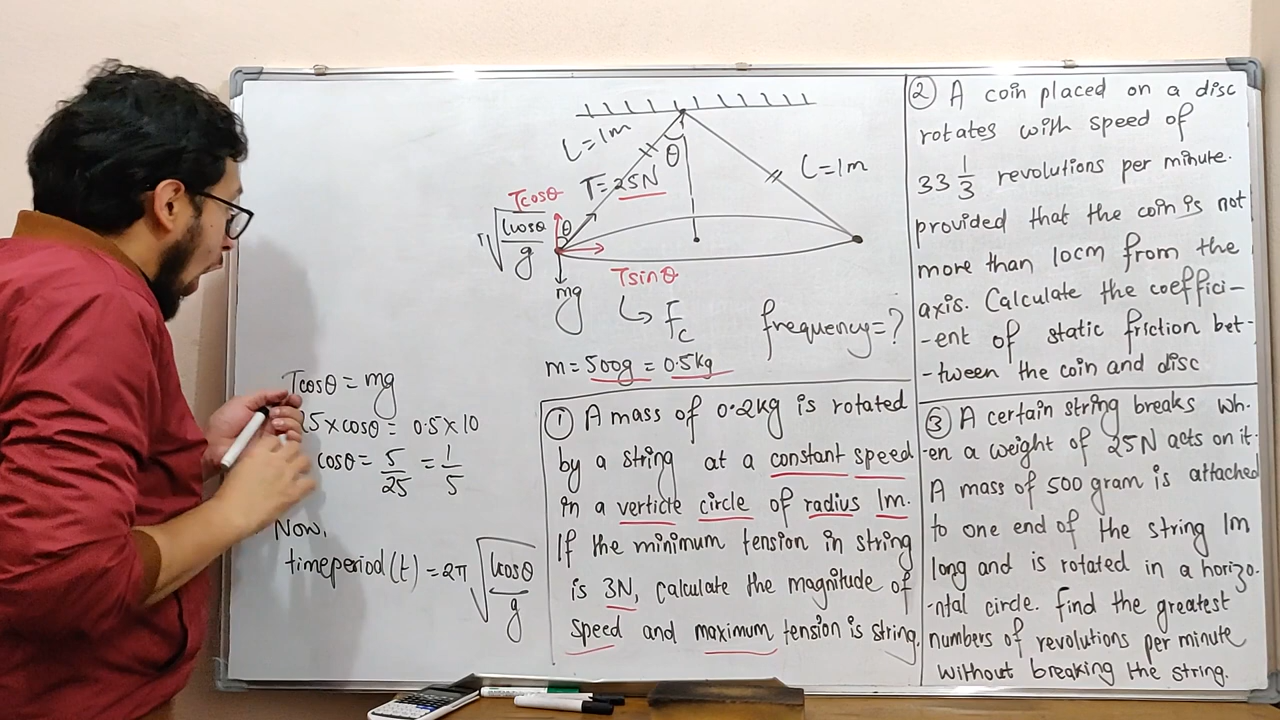 L=1m
θ
L=1m
T=25N
Tcosθ
θ
√lcosθ/g
Tsinθ
mg
Fc
frequency=?
m=500g=0.5kg
Tcosθ=mg
25×cosθ= 0.5×10
cosθ= 5/25 = 1/5
Now,
timeperiod(t)=2π √lcosθ/g
① A mass of 0.2kg is rotated
by a string at a constant speed
in a verticle circle of radius 1m.
If the minimum tension in string
is 3N, calculate the magnitude of
speed and maximum tension is string.
② A coin placed on a disc
rotates with speed of
33 1/3 revolutions per minute.
provided that the coin is not
more than 10cm from the
axis. Calculate the coeffici-
-ent of static friction bet-
-tween the coin and disc
③ A certain string breaks wh-
-en a weight of 25N acts on it.
A mass of 500 gram is attached
to one end of the string 1m
long and is rotated in a horizo-
-ntal circle. find the greatest
numbers of revolutions per minute
without breaking the string.